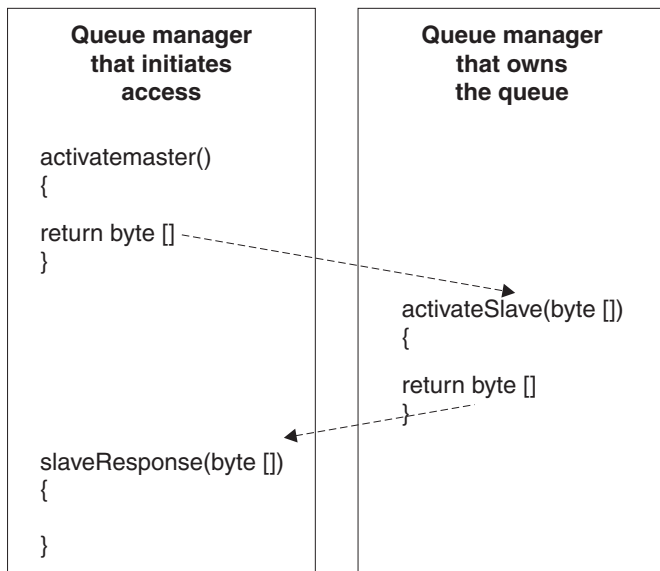 Queue manager
that initiates
access
activatemaster()
{
return byte []
}
slaveResponse(byte [])
{
}
Queue manager
that owns
the queue
activateSlave(byte [])
{
return byte []
}